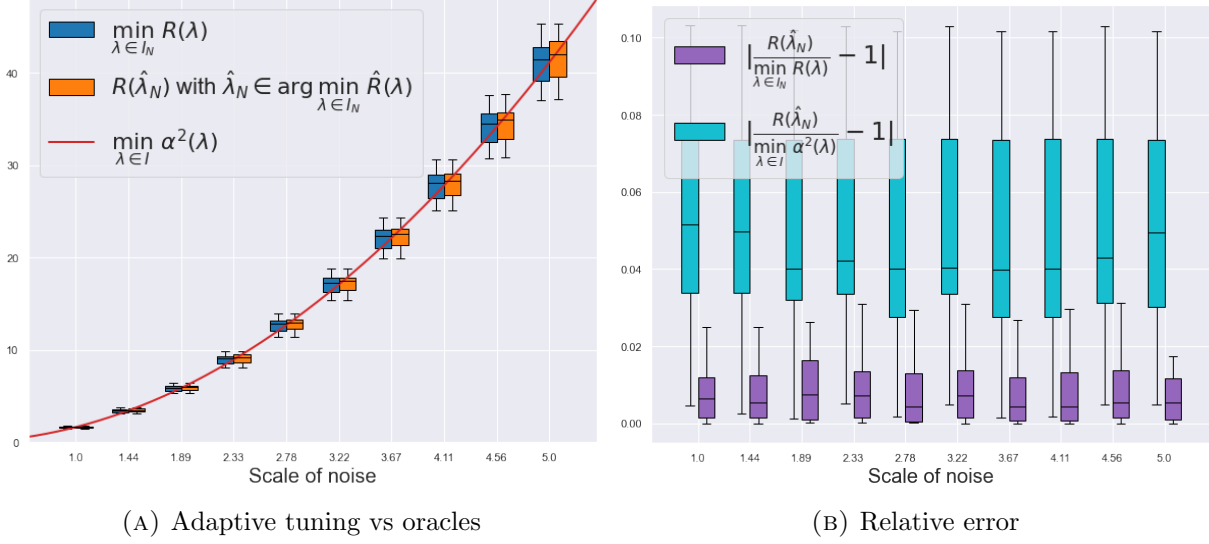 min R(λ)
λ ∈ I_N
R(λ̂_N) with λ̂_N ∈ arg min R̂(λ)
λ ∈ I_N
min α²(λ)
λ ∈ I
40
30
20
10
0
1.0 1.44 1.89 2.33 2.78 3.22 3.67 4.11 4.56 5.0
Scale of noise
(A) Adaptive tuning vs oracles
|R(λ̂_N) / min_{λ ∈ I_N} R(λ) − 1|
|R(λ̂_N) / min_{λ ∈ I} α²(λ) − 1|
0.10
0.08
0.06
0.04
0.02
0.00
1.0 1.44 1.89 2.33 2.78 3.22 3.67 4.11 4.56 5.0
Scale of noise
(B) Relative error